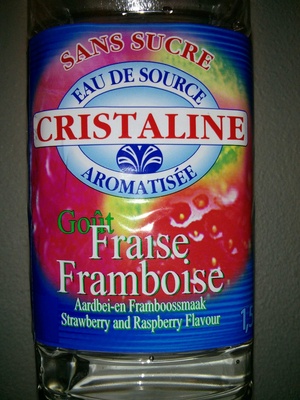 SANS SUCRE
EAU DE SOURCE
CRISTALINE
AROMATISÉE
Goût
Fraise
Framboise
Aardbei-en Framboossmaak
Strawberry and Raspberry Flavour